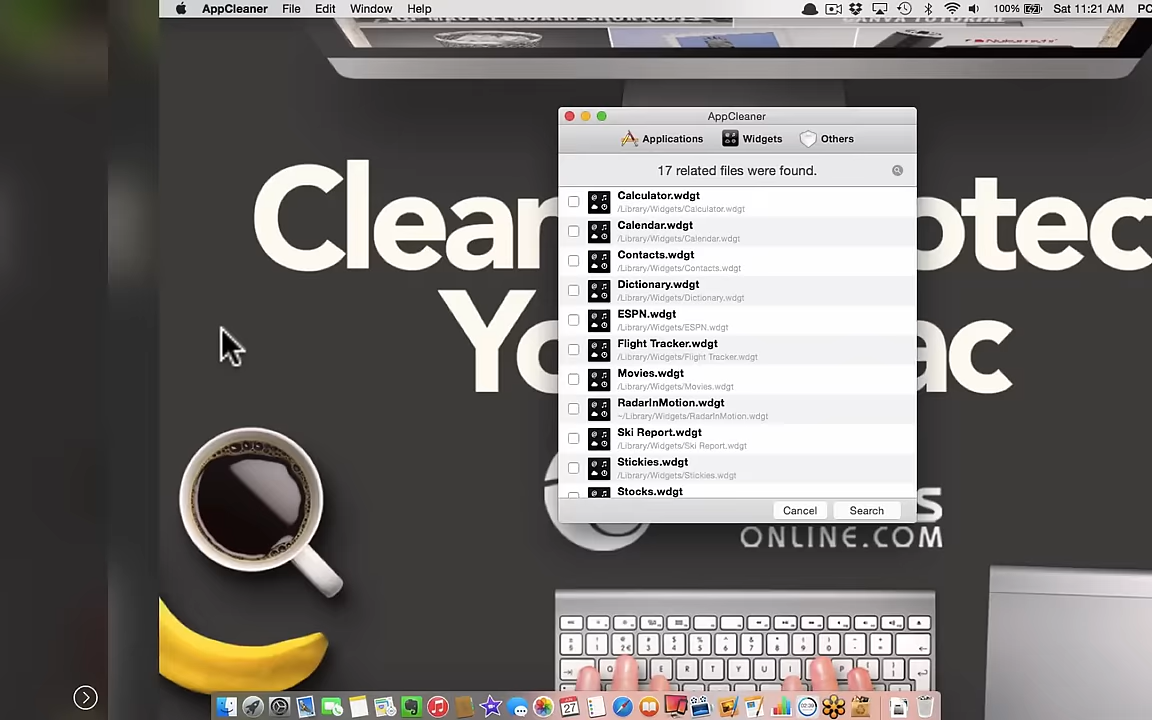 AppCleaner File Edit Window Help 100% Sat 11:21 AM PC
AppCleaner
Applications Widgets Others
17 related files were found.
Calculator.wdgt
/Library/Widgets/Calculator.wdgt
Calendar.wdgt
/Library/Widgets/Calendar.wdgt
Contacts.wdgt
/Library/Widgets/Contacts.wdgt
Dictionary.wdgt
/Library/Widgets/Dictionary.wdgt
ESPN.wdgt
/Library/Widgets/ESPN.wdgt
Flight Tracker.wdgt
/Library/Widgets/Flight Tracker.wdgt
Movies.wdgt
/Library/Widgets/Movies.wdgt
RadarInMotion.wdgt
~/Library/Widgets/RadarInMotion.wdgt
Ski Report.wdgt
/Library/Widgets/Ski Report.wdgt
Stickies.wdgt
/Library/Widgets/Stickies.wdgt
Stocks.wdgt
Cancel Search
Clean otec
Yo ac
S
ONLINE.COM